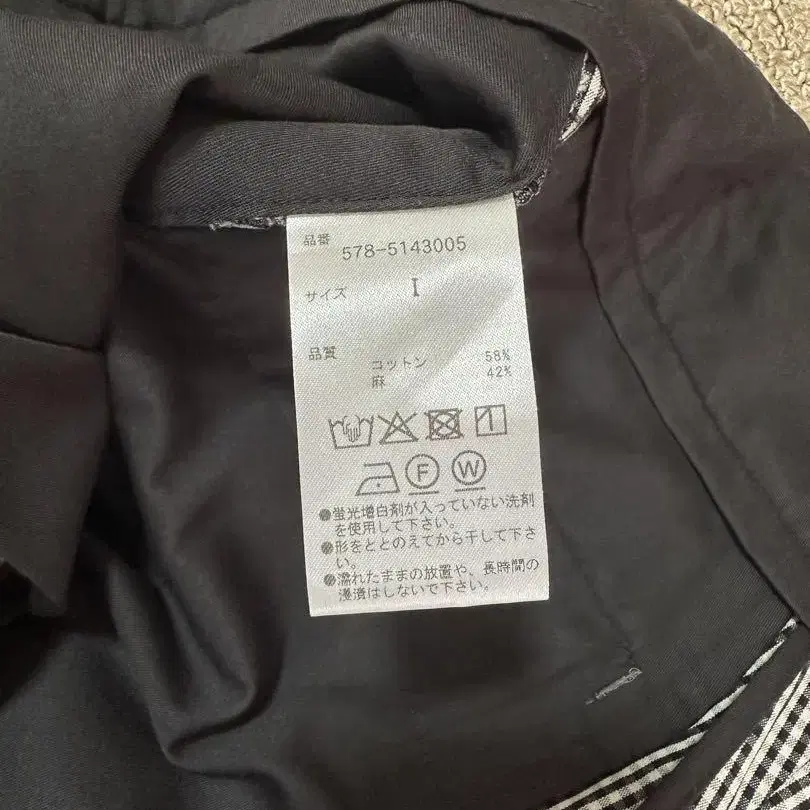 品番 578-5143005
サイズ I
品質 コットン 58%
麻 42%
F W
●蛍光増白剤が入っていない洗剤
を使用して下さい。
●形をととのえてから干して下さ
い。
●濡れたままの放置や、長時間の
浸漬はしないで下さい。